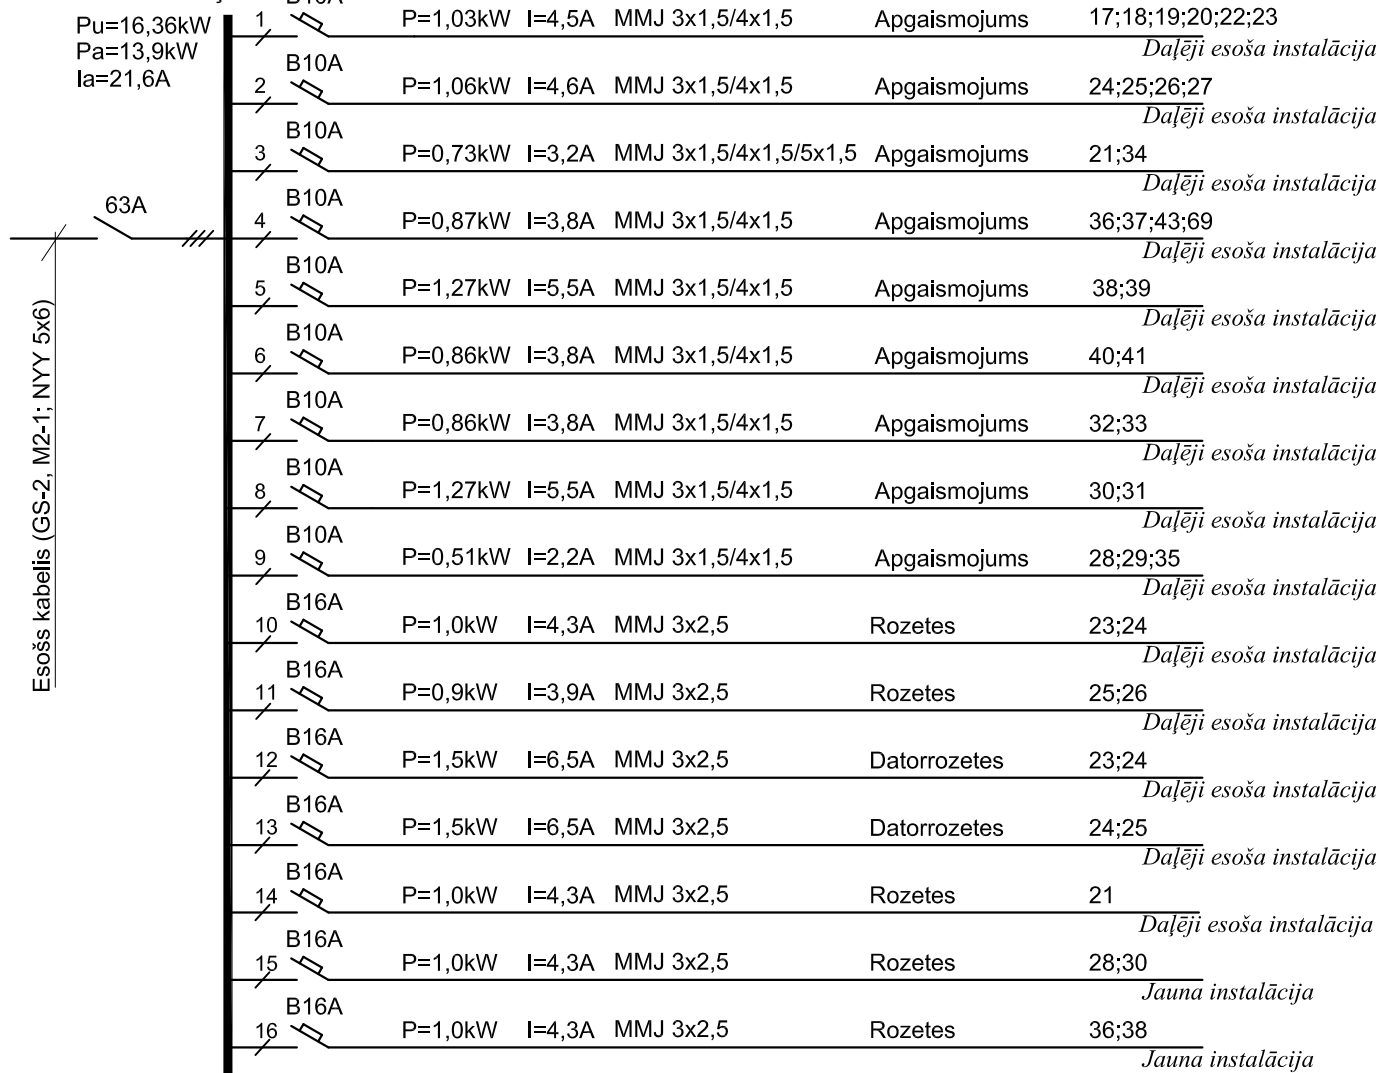 Pu=16,36kW
Pa=13,9kW
Ia=21,6A
63A
Esošs kabelis (GS-2, M2-1; NYY 5x6)
1 P=1,03kW I=4,5A MMJ 3x1,5/4x1,5 Apgaismojums 17;18;19;20;22;23
Daļēji esoša instalācija
B10A
2 P=1,06kW I=4,6A MMJ 3x1,5/4x1,5 Apgaismojums 24;25;26;27
Daļēji esoša instalācija
B10A
3 P=0,73kW I=3,2A MMJ 3x1,5/4x1,5/5x1,5 Apgaismojums 21;34
Daļēji esoša instalācija
B10A
4 P=0,87kW I=3,8A MMJ 3x1,5/4x1,5 Apgaismojums 36;37;43;69
Daļēji esoša instalācija
B10A
5 P=1,27kW I=5,5A MMJ 3x1,5/4x1,5 Apgaismojums 38;39
Daļēji esoša instalācija
B10A
6 P=0,86kW I=3,8A MMJ 3x1,5/4x1,5 Apgaismojums 40;41
Daļēji esoša instalācija
B10A
7 P=0,86kW I=3,8A MMJ 3x1,5/4x1,5 Apgaismojums 32;33
Daļēji esoša instalācija
B10A
8 P=1,27kW I=5,5A MMJ 3x1,5/4x1,5 Apgaismojums 30;31
Daļēji esoša instalācija
B10A
9 P=0,51kW I=2,2A MMJ 3x1,5/4x1,5 Apgaismojums 28;29;35
Daļēji esoša instalācija
B16A
10 P=1,0kW I=4,3A MMJ 3x2,5 Rozetes 23;24
Daļēji esoša instalācija
B16A
11 P=0,9kW I=3,9A MMJ 3x2,5 Rozetes 25;26
Daļēji esoša instalācija
B16A
12 P=1,5kW I=6,5A MMJ 3x2,5 Datorrozetes 23;24
Daļēji esoša instalācija
B16A
13 P=1,5kW I=6,5A MMJ 3x2,5 Datorrozetes 24;25
Daļēji esoša instalācija
B16A
14 P=1,0kW I=4,3A MMJ 3x2,5 Rozetes 21
Daļēji esoša instalācija
B16A
15 P=1,0kW I=4,3A MMJ 3x2,5 Rozetes 28;30
Jauna instalācija
B16A
16 P=1,0kW I=4,3A MMJ 3x2,5 Rozetes 36;38
Jauna instalācija